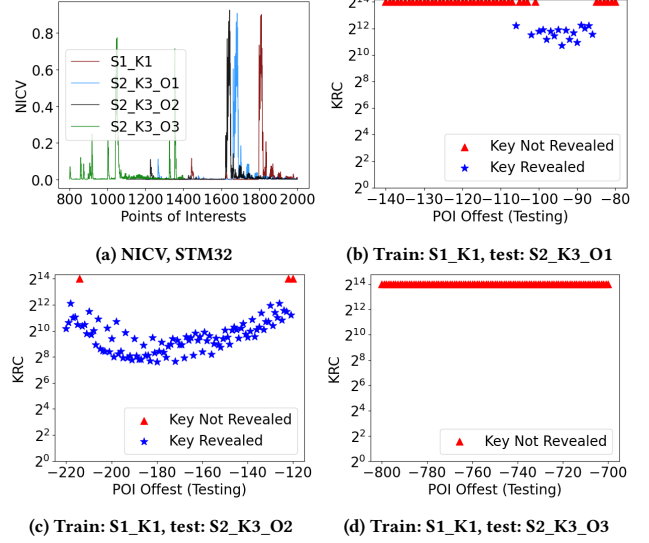 NICV
0.8
0.6
0.4
0.2
0.0
S1_K1
S2_K3_O1
S2_K3_O2
S2_K3_O3
800 1000 1200 1400 1600 1800 2000
Points of Interests
(a) NICV, STM32
KRC
2^14
2^12
2^10
2^8
2^6
2^4
2^2
2^0
Key Not Revealed
Key Revealed
−140 −130 −120 −110 −100 −90 −80
POI Offest (Testing)
(b) Train: S1_K1, test: S2_K3_O1
KRC
2^14
2^12
2^10
2^8
2^6
2^4
2^2
2^0
Key Not Revealed
Key Revealed
−220 −200 −180 −160 −140 −120
POI Offest (Testing)
(c) Train: S1_K1, test: S2_K3_O2
KRC
2^14
2^12
2^10
2^8
2^6
2^4
2^2
2^0
Key Not Revealed
−800 −780 −760 −740 −720 −700
POI Offest (Testing)
(d) Train: S1_K1, test: S2_K3_O3